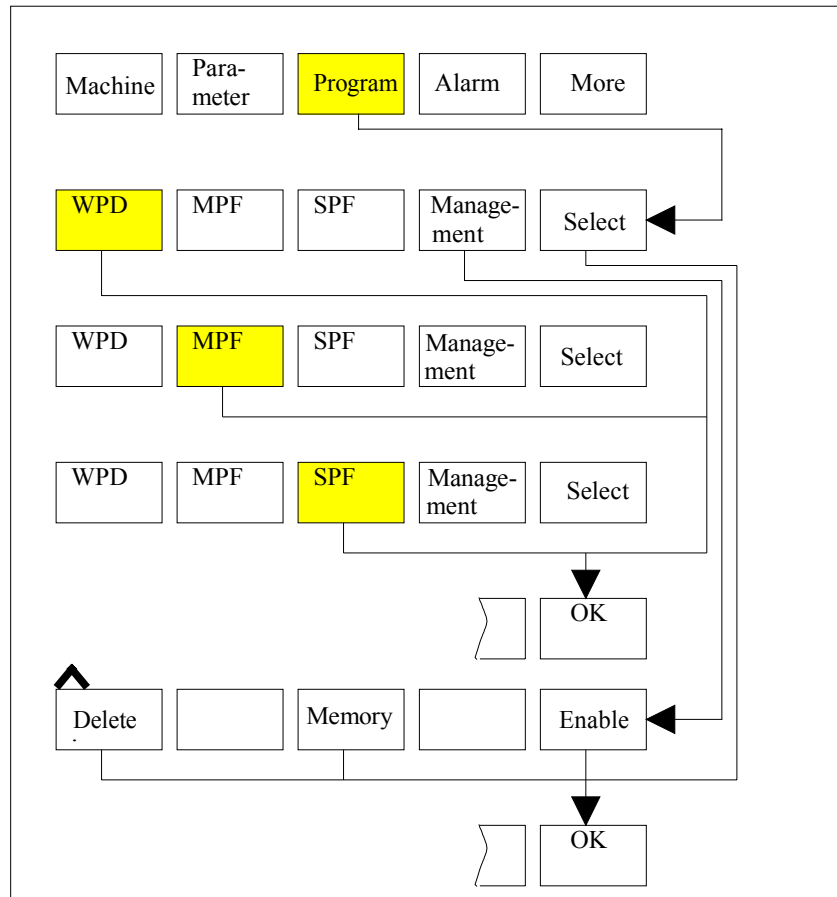 Machine
Para-
meter
Program
Alarm
More
WPD
MPF
SPF
Manage-
ment
Select
WPD
MPF
SPF
Manage-
ment
Select
WPD
MPF
SPF
Manage-
ment
Select
OK
Delete
Memory
Enable
OK